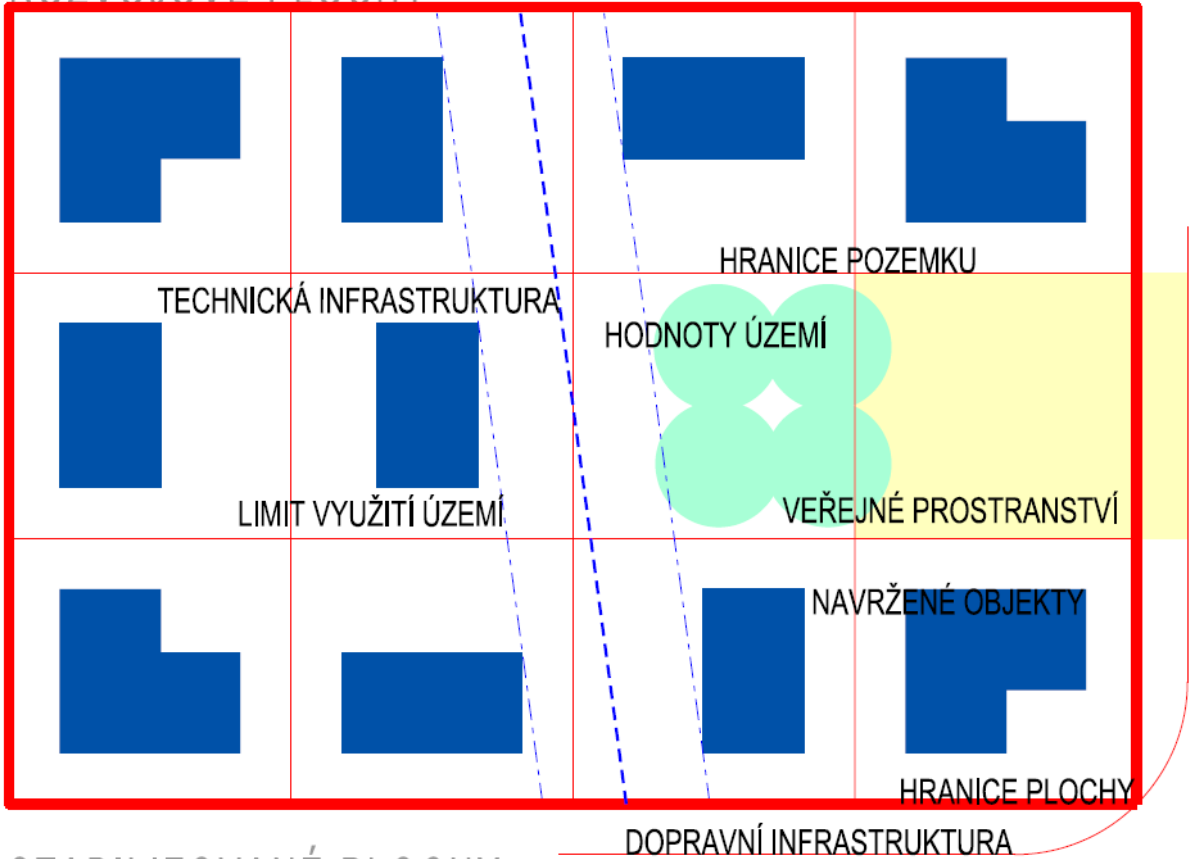 HRANICE POZEMKU
TECHNICKÁ INFRASTRUKTURA
HODNOTY ÚZEMÍ
LIMIT VYUŽITÍ ÚZEMÍ
VEŘEJNÉ PROSTRANSTVÍ
NAVRŽENÉ OBJEKTY
HRANICE PLOCHY
DOPRAVNÍ INFRASTRUKTURA